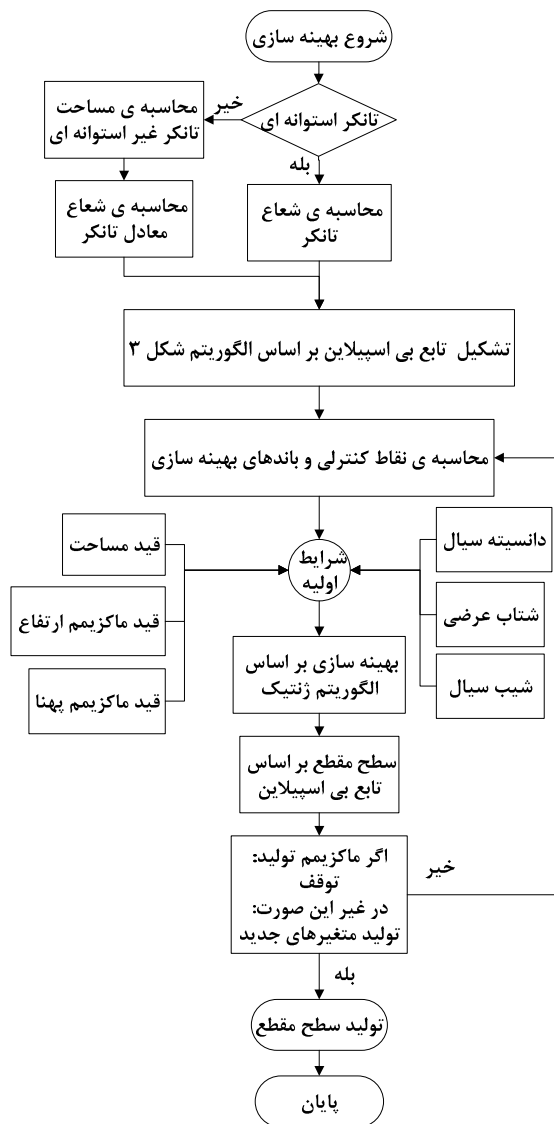 شروع بهینه سازی
تانکر استوانه ای
خیر
محاسبه ی مساحت
تانکر غیر استوانه ای
بله
محاسبه ی شعاع
تانکر
محاسبه ی شعاع
معادل تانکر
تشکیل تابع بی اسپیلاین بر اساس الگوریتم شکل ۳
محاسبه ی نقاط کنترلی و باندهای بهینه سازی
شرایط
اولیه
دانسیته سیال
شتاب عرضی
شیب سیال
قید مساحت
قید ماکزیمم ارتفاع
قید ماکزیمم پهنا
بهینه سازی بر اساس
الگوریتم ژنتیک
سطح مقطع بر اساس
تابع بی اسپیلاین
اگر ماکزیمم تولید:
توقف
در غیر این صورت:
تولید متغیرهای جدید
خیر
بله
تولید سطح مقطع
پایان